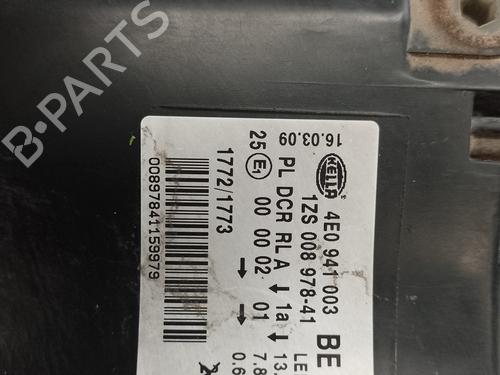 16.03.09
HELLA
4E0 941 003 BE
1ZS 008 978-41 LE
PL DCR RL A 1a 13.
25 E1 00 00 02 01 7.8
1772/1773 0.6
00897841159979
B-PARTS